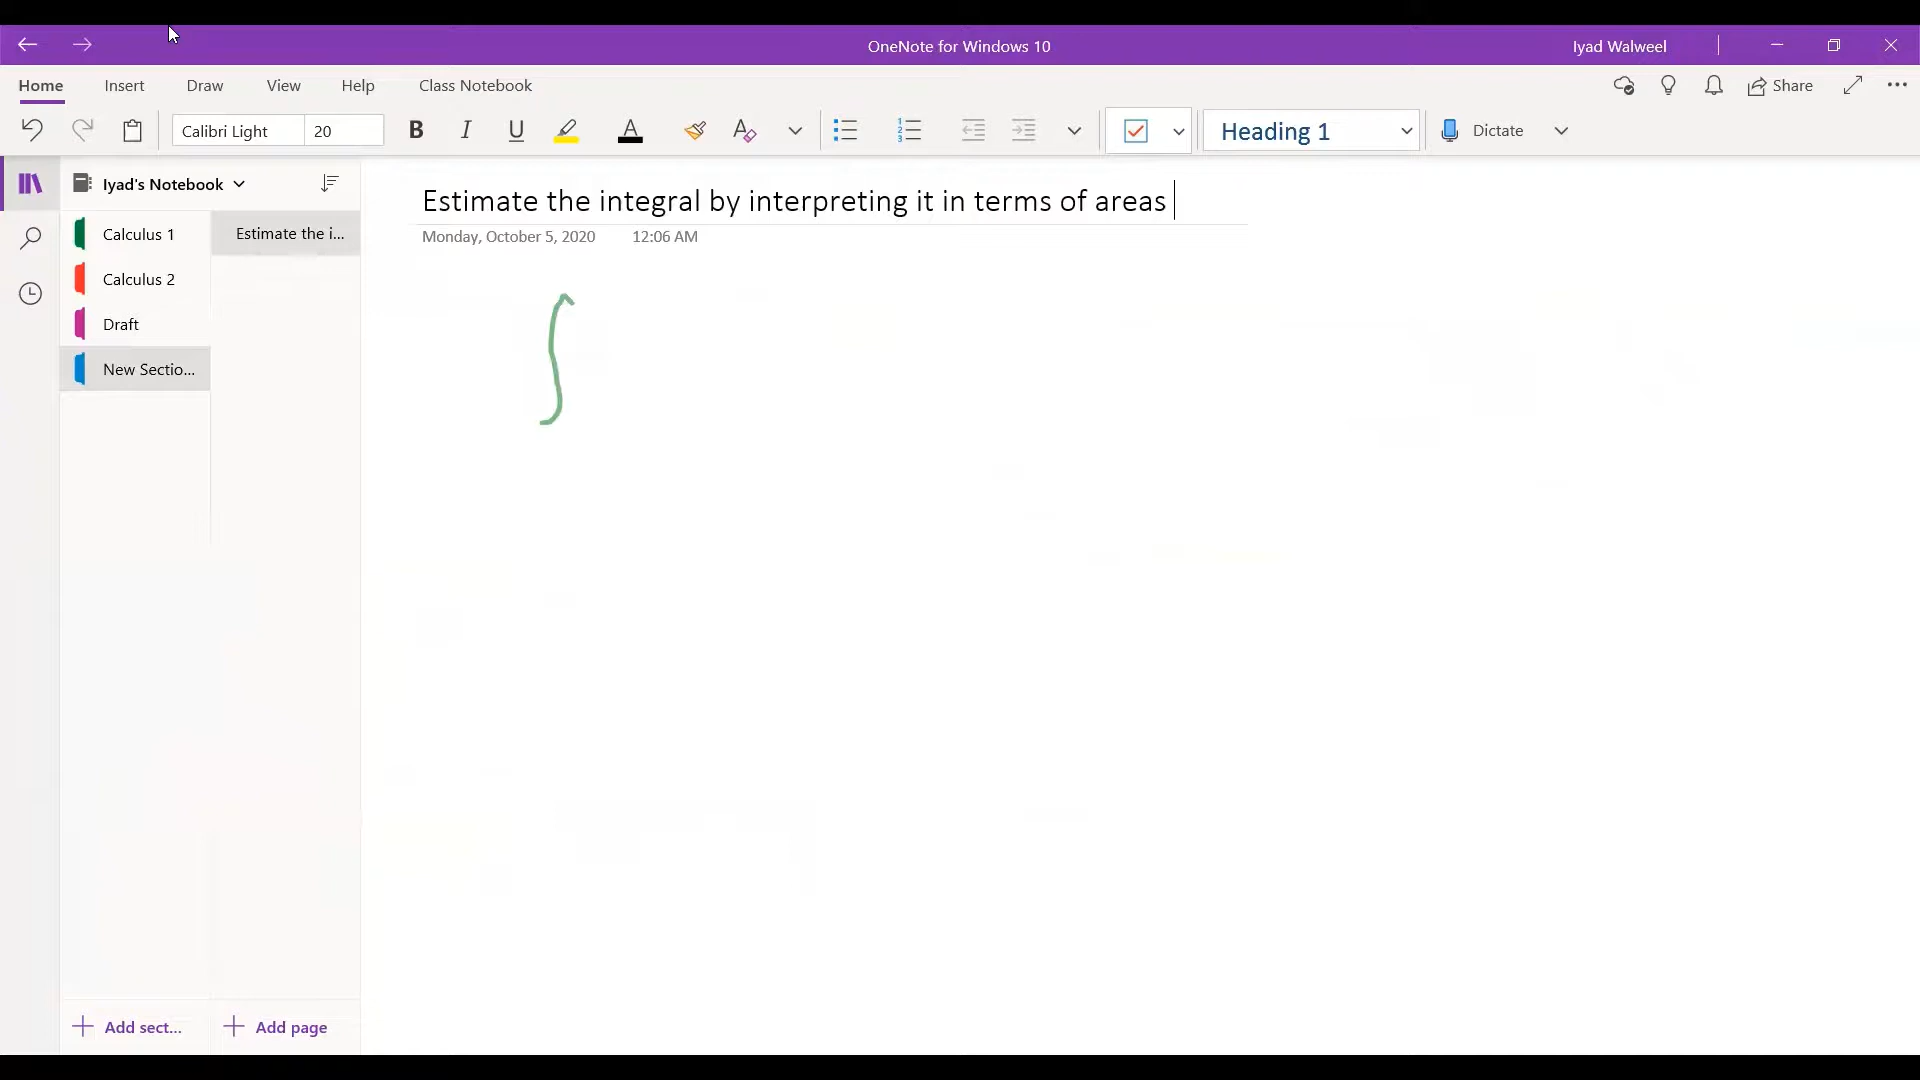 OneNote for Windows 10
Iyad Walweel
Home Insert Draw View Help Class Notebook
Share
Calibri Light 20 B I U A Heading 1 Dictate
Iyad's Notebook
Estimate the integral by interpreting it in terms of areas
Monday, October 5, 2020 12:06 AM
Calculus 1
Estimate the i...
Calculus 2
Draft
New Sectio...
∫
Add sect...
Add page